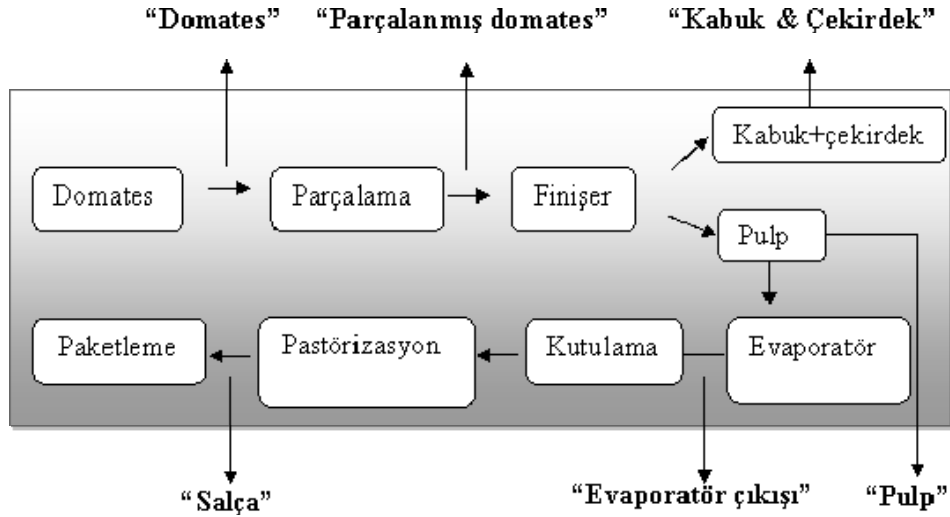 “Domates”
“Parçalanmış domates”
“Kabuk & Çekirdek”
Kabuk+çekirdek
Domates
Parçalama
Finişer
Pulp
Paketleme
Pastörizasyon
Kutulama
Evaporatör
“Salça”
“Evaporatör çıkışı”
“Pulp”